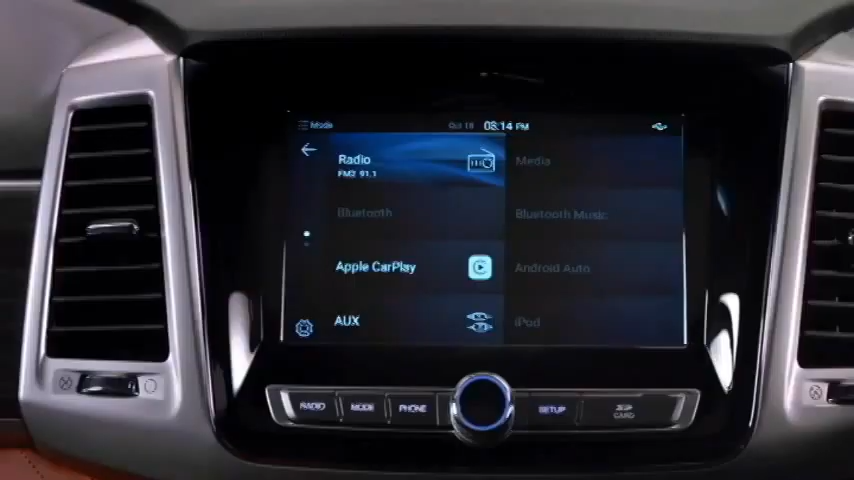 Mode
Oct 18 08:14 PM
Radio
FM2 91.1
Media
Bluetooth
Bluetooth Music
Apple CarPlay
Android Auto
AUX
iPod
RADIO MODE PHONE SETUP SD CARD